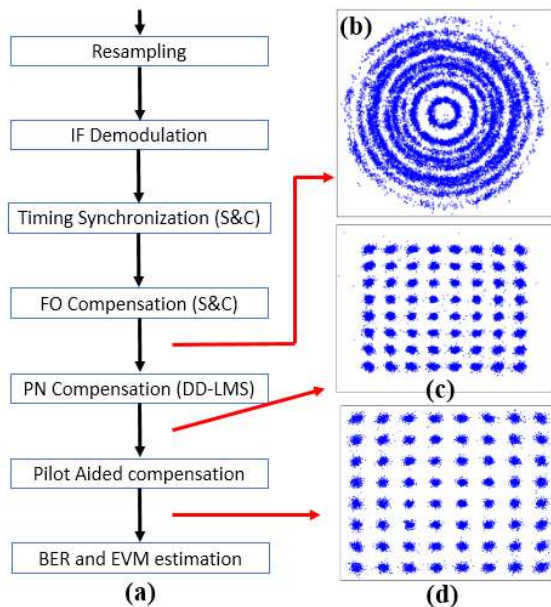 Resampling
IF Demodulation
Timing Synchronization (S&C)
FO Compensation (S&C)
PN Compensation (DD-LMS)
Pilot Aided compensation
BER and EVM estimation
(a)
(b)
(c)
(d)